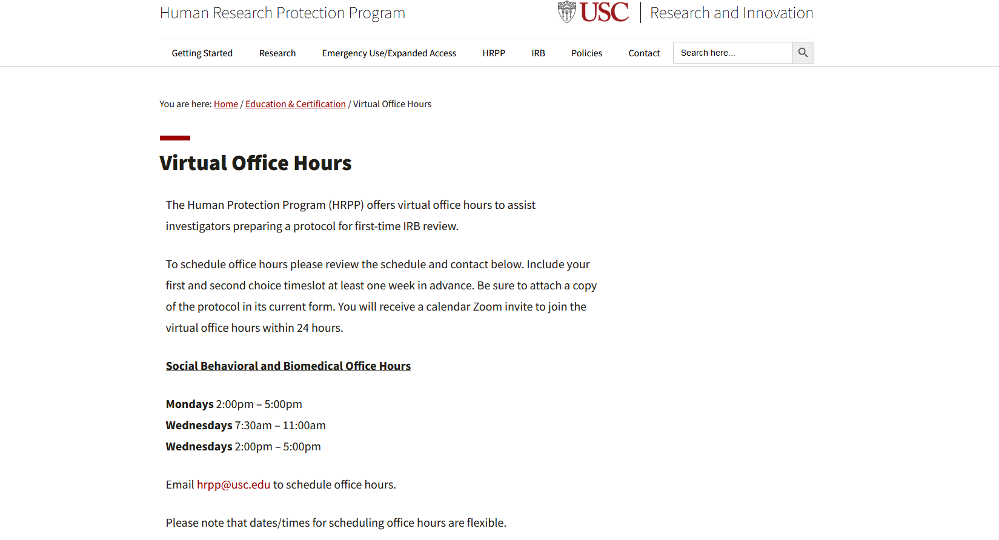 Human Research Protection Program
USC
Research and Innovation
Getting Started
Research
Emergency Use/Expanded Access
HRPP
IRB
Policies
Contact
Search here...
You are here: Home / Education & Certification / Virtual Office Hours
Virtual Office Hours
The Human Protection Program (HRPP) offers virtual office hours to assist
investigators preparing a protocol for first-time IRB review.
To schedule office hours please review the schedule and contact below. Include your
first and second choice timeslot at least one week in advance. Be sure to attach a copy
of the protocol in its current form. You will receive a calendar Zoom invite to join the
virtual office hours within 24 hours.
Social Behavioral and Biomedical Office Hours
Mondays 2:00pm – 5:00pm
Wednesdays 7:30am – 11:00am
Wednesdays 2:00pm – 5:00pm
Email hrpp@usc.edu to schedule office hours.
Please note that dates/times for scheduling office hours are flexible.